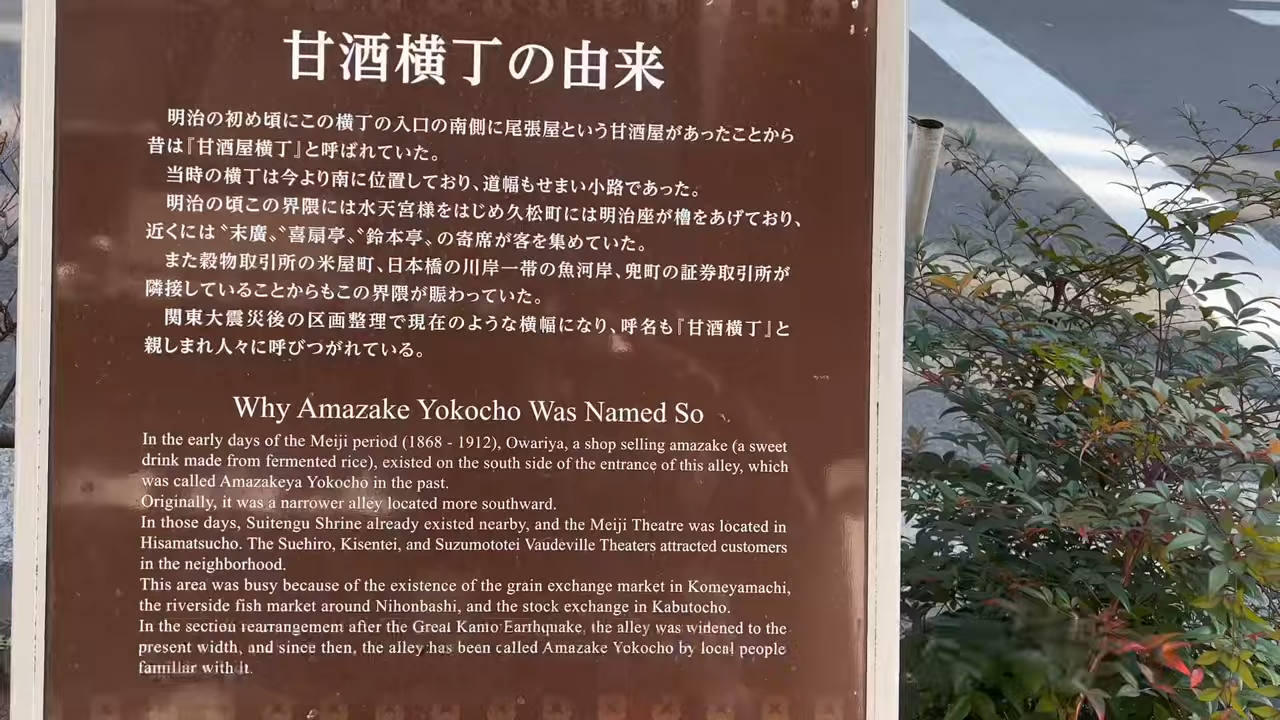 甘酒横丁の由来
明治の初め頃にこの横丁の入口の南側に尾張屋という甘酒屋があったことから
昔は『甘酒屋横丁』と呼ばれていた。
当時の横丁は今より南に位置しており、道幅もせまい小路であった。
明治の頃この界隈には水天宮様をはじめ久松町には明治座が櫓をあげており、
近くには〝末廣〟〝喜扇亭〟〝鈴本亭〟の寄席が客を集めていた。
また穀物取引所の米屋町、日本橋の川岸一帯の魚河岸、兜町の証券取引所が
隣接していることからもこの界隈が賑わっていた。
関東大震災後の区画整理で現在のような横幅になり、呼名も『甘酒横丁』と
親しまれ人々に呼びつがれている。
Why Amazake Yokocho Was Named So
In the early days of the Meiji period (1868 - 1912), Owariya, a shop selling amazake (a sweet
drink made from fermented rice), existed on the south side of the entrance of this alley, which
was called Amazakeya Yokocho in the past.
Originally, it was a narrower alley located more southward.
In those days, Suitengu Shrine already existed nearby, and the Meiji Theatre was located in
Hisamatsucho. The Suehiro, Kisentei, and Suzumototei Vaudeville Theaters attracted customers
in the neighborhood.
This area was busy because of the existence of the grain exchange market in Komeyamachi,
the riverside fish market around Nihonbashi, and the stock exchange in Kabutocho.
In the section rearrangement after the Great Kanto Earthquake, the alley was widened to the
present width, and since then, the alley has been called Amazake Yokocho by local people
familiar with it.